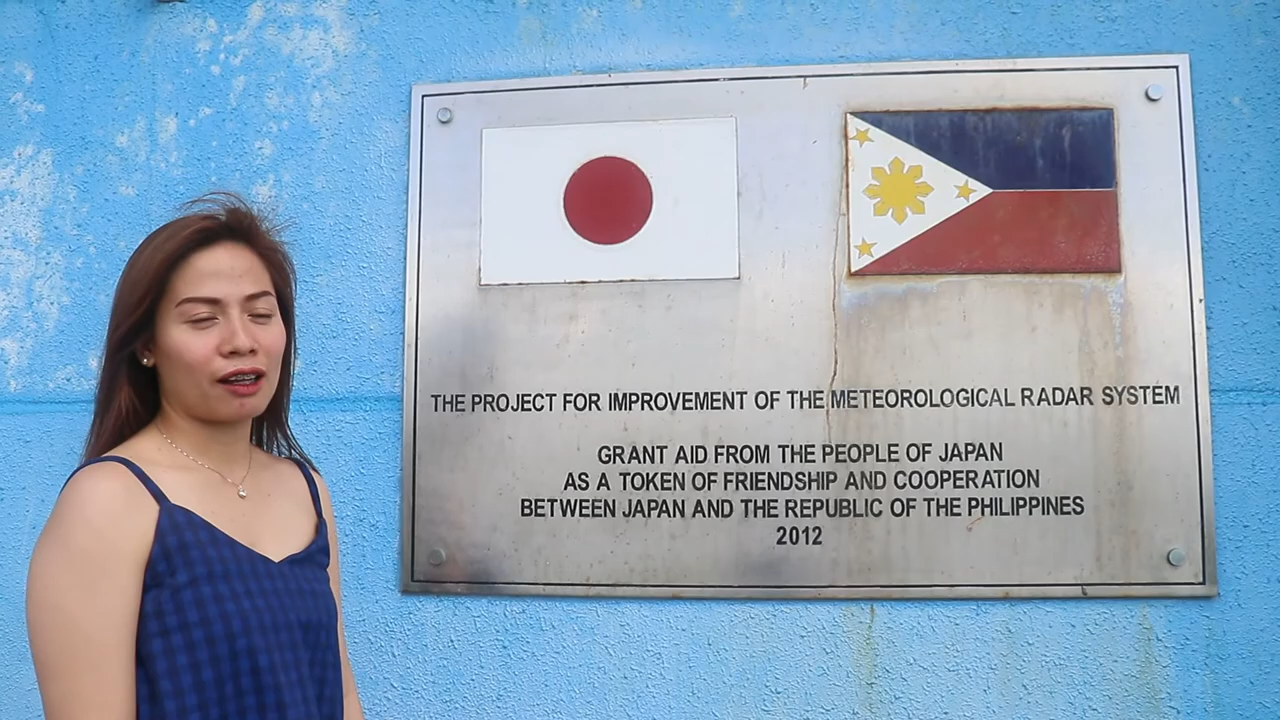 THE PROJECT FOR IMPROVEMENT OF THE METEOROLOGICAL RADAR SYSTEM
GRANT AID FROM THE PEOPLE OF JAPAN
AS A TOKEN OF FRIENDSHIP AND COOPERATION
BETWEEN JAPAN AND THE REPUBLIC OF THE PHILIPPINES
2012